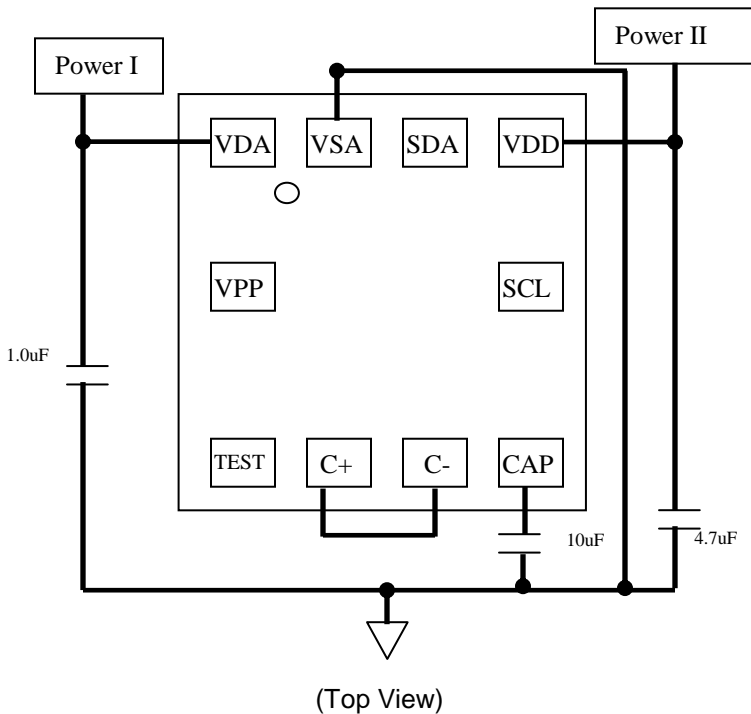 Power I
Power II
VDA
VSA
SDA
VDD
VPP
SCL
1.0uF
TEST
C+
C-
CAP
10uF
4.7uF
(Top View)